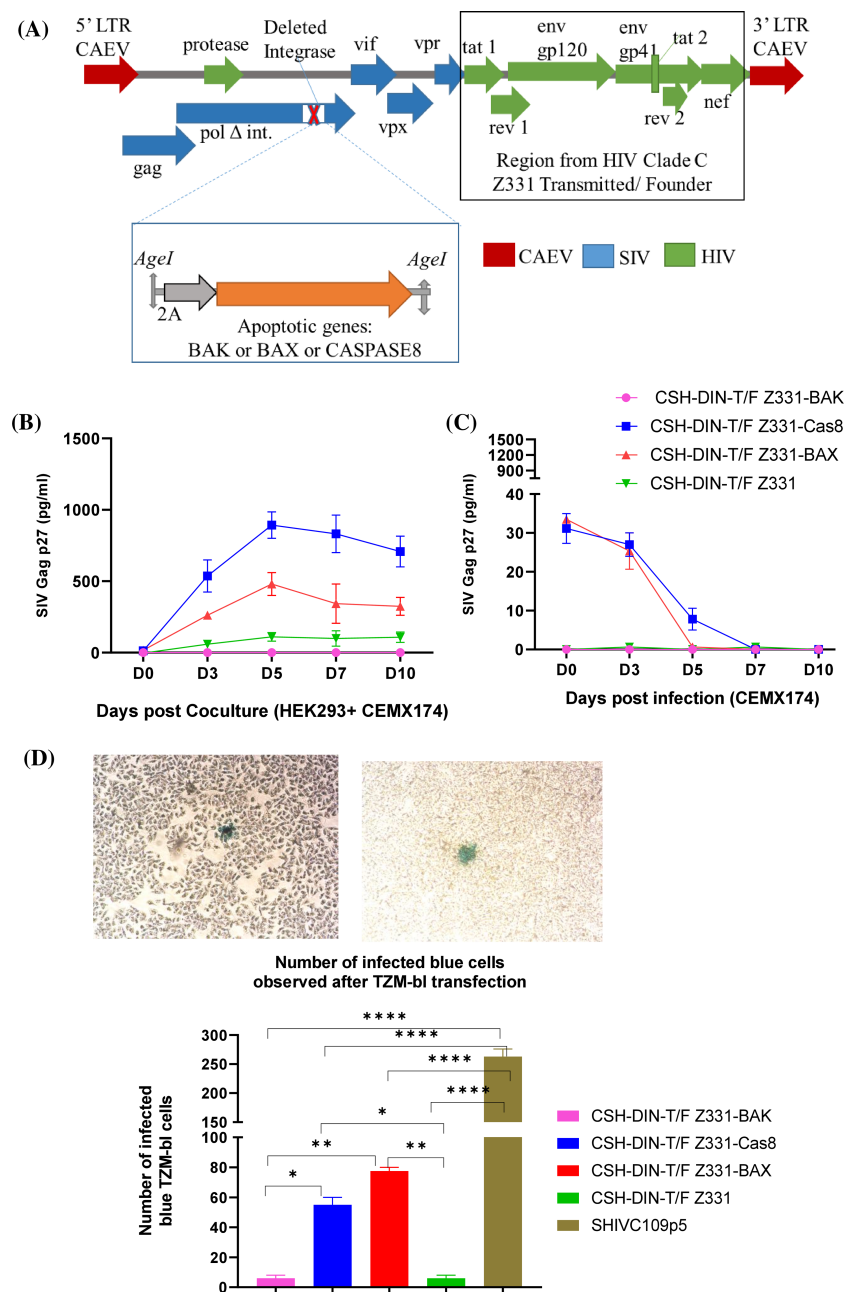 (A)
5' LTR
CAEV
protease
Deleted
Integrase
vif
vpr
tat 1
env
gp120
env
gp41
tat 2
3' LTR
CAEV
gag
pol Δ int.
vpx
rev 1
rev 2
nef
Region from HIV Clade C
Z331 Transmitted/ Founder
CAEV
SIV
HIV
AgeI
AgeI
2A
Apoptotic genes:
BAK or BAX or CASPASE8
(B)
SIV Gag p27 (pg/ml)
1500
1000
500
0
D0
D3
D5
D7
D10
Days post Coculture (HEK293+ CEMX174)
(C)
CSH-DIN-T/F Z331-BAK
CSH-DIN-T/F Z331-Cas8
CSH-DIN-T/F Z331-BAX
CSH-DIN-T/F Z331
SIV Gag p27 (pg/ml)
1500
1200
900
40
30
20
10
0
D0
D3
D5
D7
D10
Days post infection (CEMX174)
(D)
Number of infected blue cells
observed after TZM-bl transfection
Number of infected
blue TZM-bl cells
300
250
200
150
100
80
60
40
20
0
****
****
****
****
*
**
**
*
CSH-DIN-T/F Z331-BAK
CSH-DIN-T/F Z331-Cas8
CSH-DIN-T/F Z331-BAX
CSH-DIN-T/F Z331
SHIVC109p5